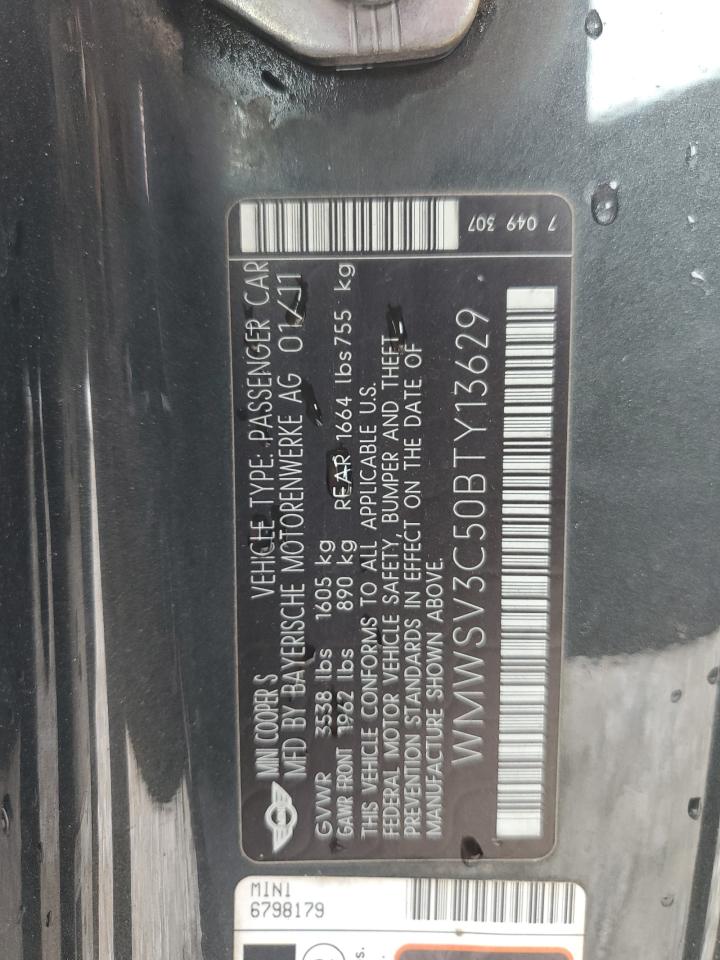 MINI COOPER S VEHICLE TYPE: PASSENGER CAR
MFD BY BAYERISCHE MOTORENWERKE AG 01/11
GVWR 3538 lbs 1605 kg
GAWR FRONT 1962 lbs 890 kg REAR 1664 lbs 755 kg
THIS VEHICLE CONFORMS TO ALL APPLICABLE U.S.
FEDERAL MOTOR VEHICLE SAFETY, BUMPER AND THEFT
PREVENTION STANDARDS IN EFFECT ON THE DATE OF
MANUFACTURE SHOWN ABOVE.
WMWSV3C50BTY13629
7 049 307
MINI
6798179
s.